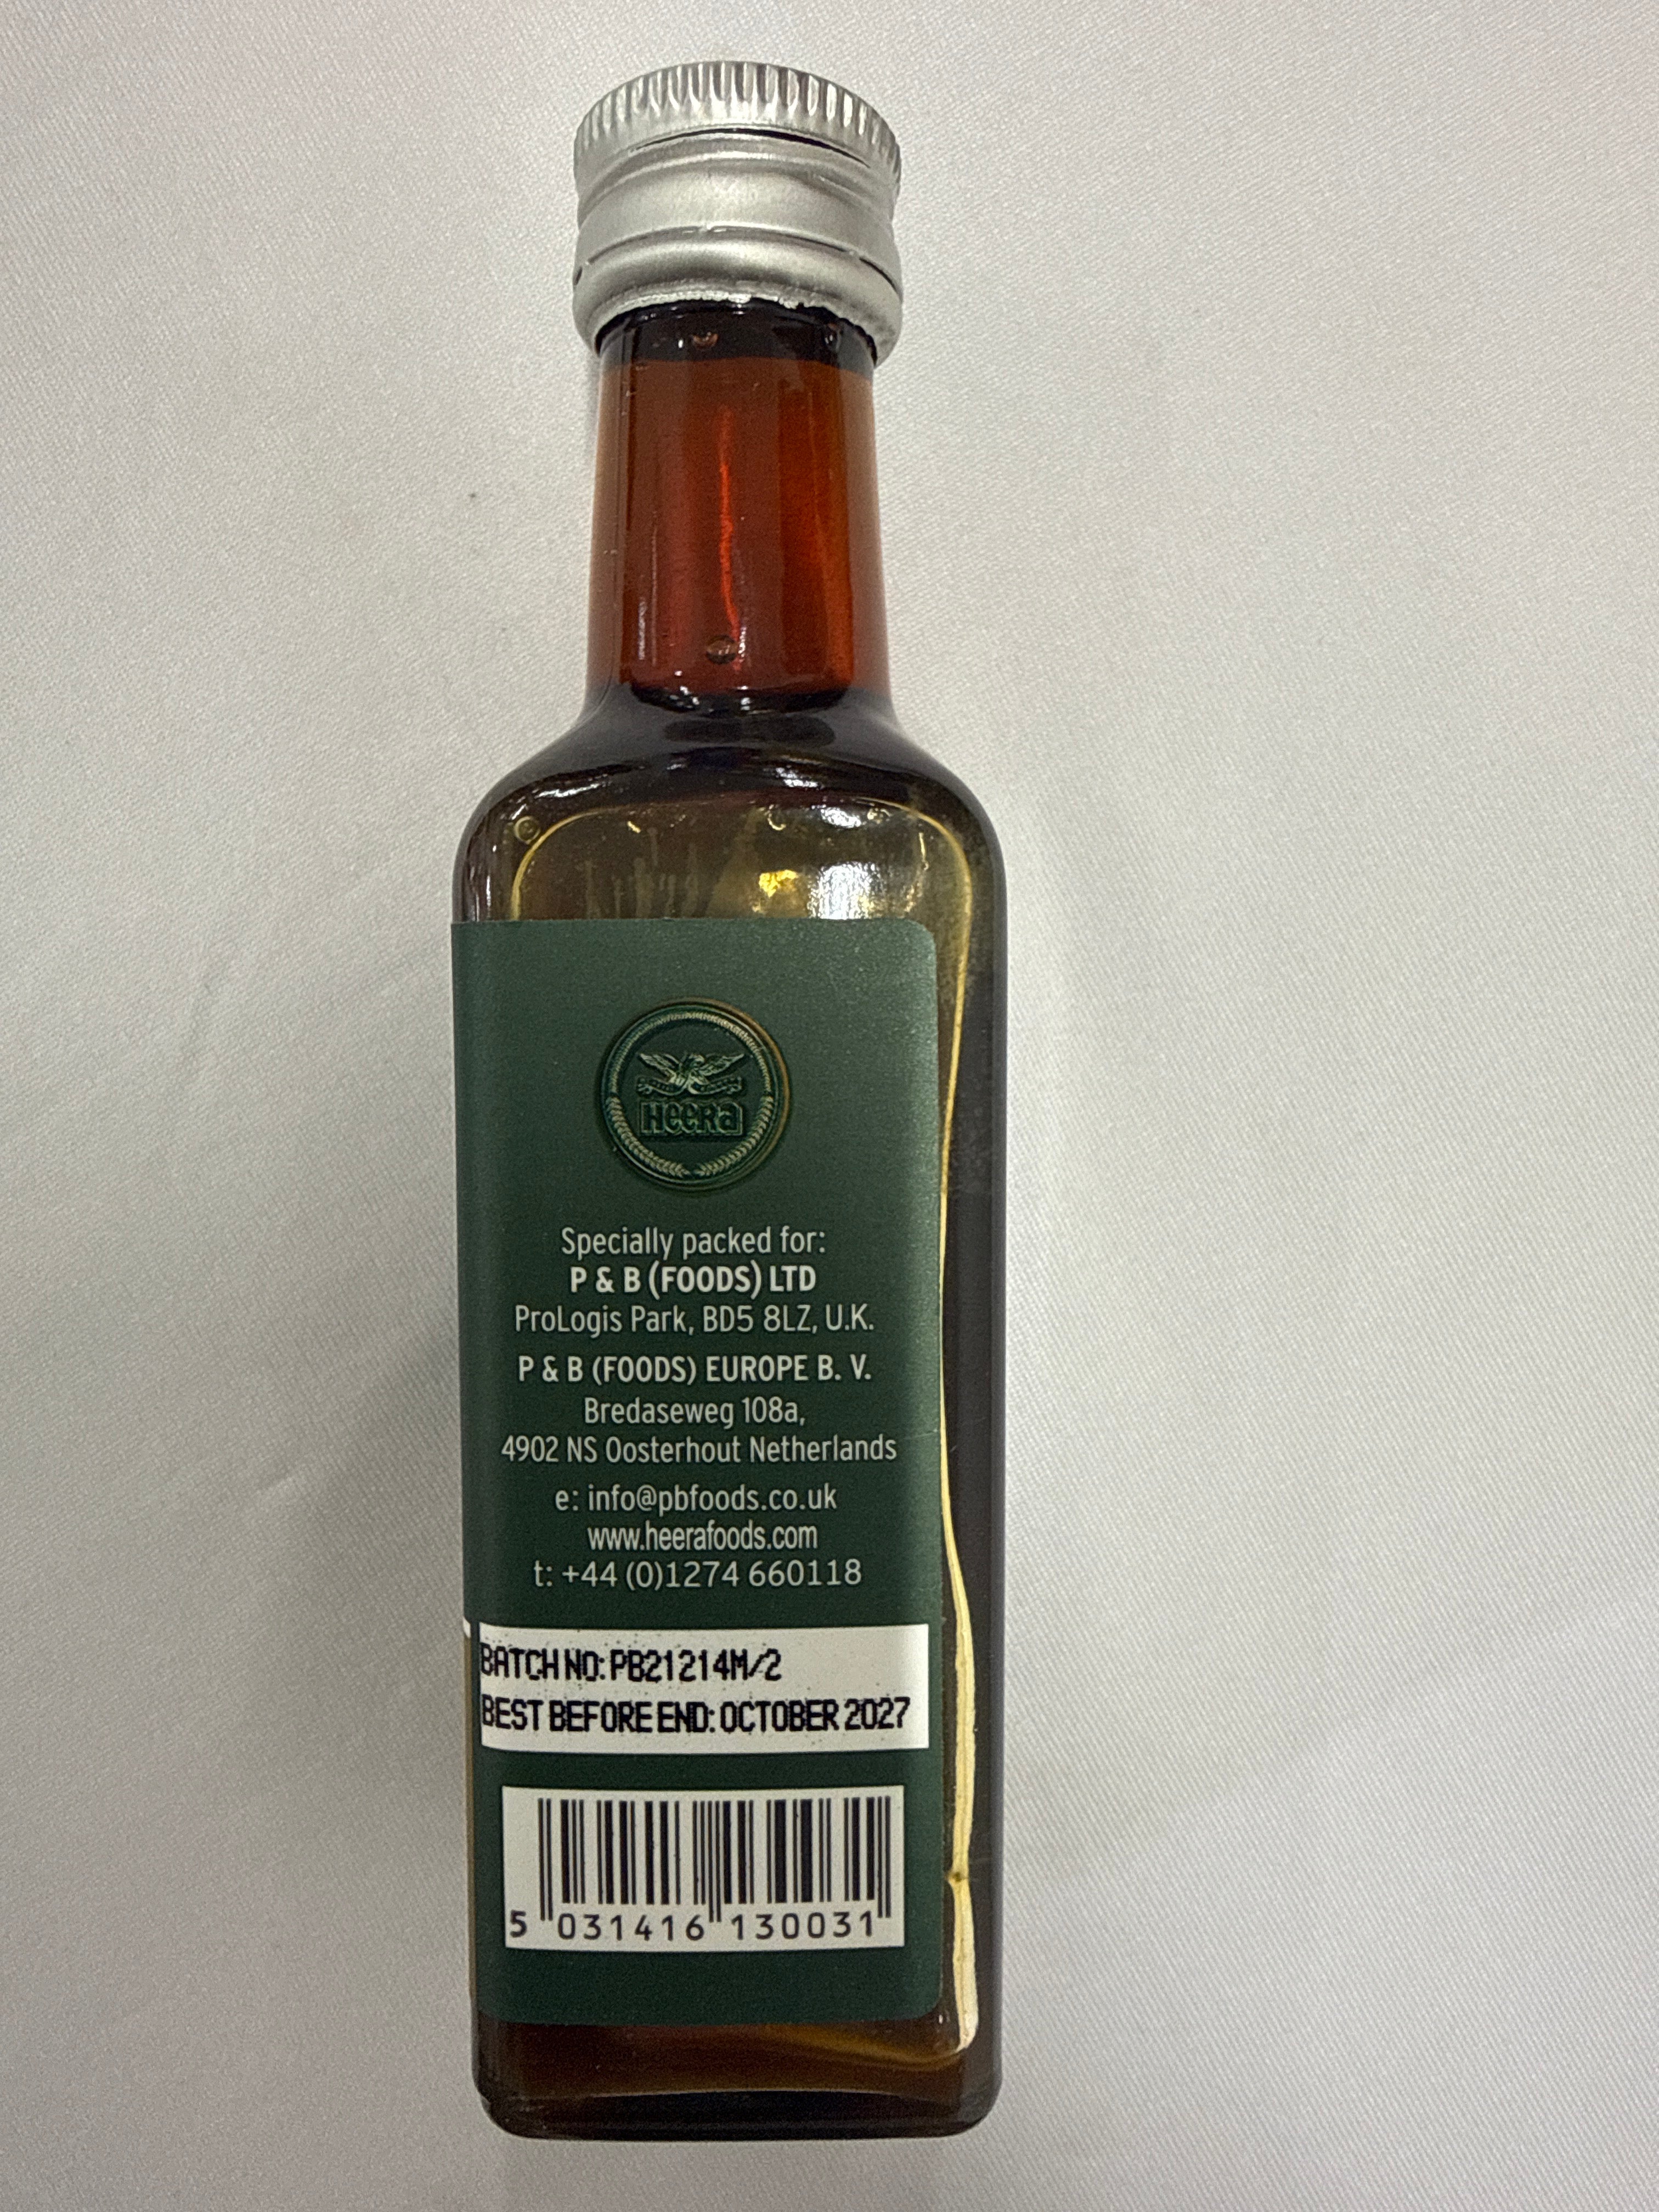 HEERA
Specially packed for:
P & B (FOODS) LTD
ProLogis Park, BD5 8LZ, U.K.
P & B (FOODS) EUROPE B. V.
Bredaseweg 108a,
4902 NS Oosterhout Netherlands
e: info@pbfoods.co.uk
www.heerafoods.com
t: +44 (0)1274 660118
BATCH NO: PB21214M/2
BEST BEFORE END: OCTOBER 2027
5 031416 130031